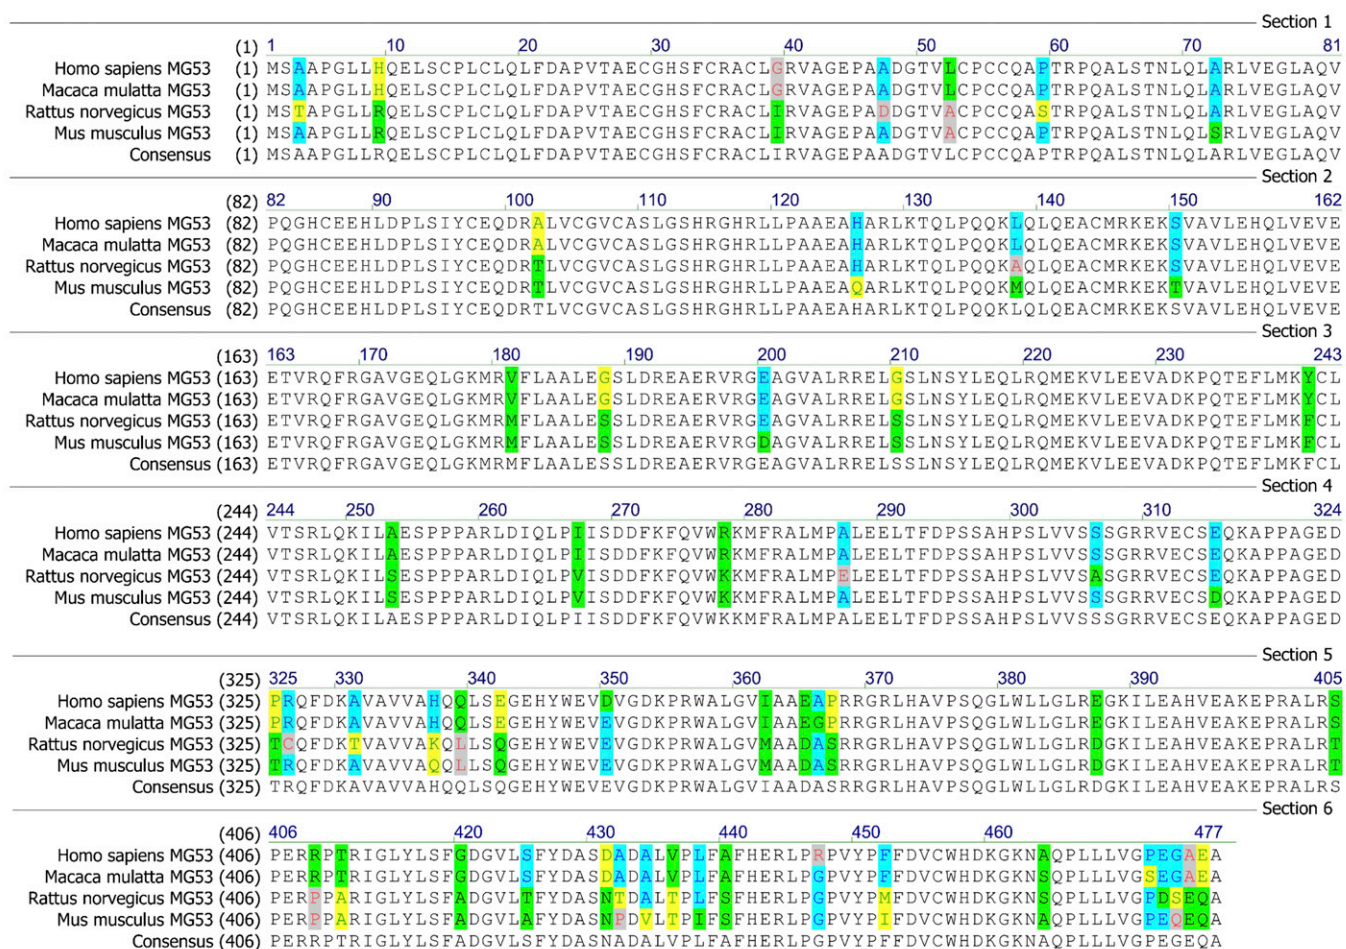 Section 1
(1) 1 10 20 30 40 50 60 70 81
Homo sapiens MG53 (1) MSAAPGLLHQELSCPLCLQLFDAPVTAECGHSFCRACLGRVAGEPAADGTVLCPCCQAPTRPQALSTNLQLARLVEGLAQV
Macaca mulatta MG53 (1) MSAAPGLLHQELSCPLCLQLFDAPVTAECGHSFCRACLGRVAGEPAADGTVLCPCCQAPTRPQALSTNLQLARLVEGLAQV
Rattus norvegicus MG53 (1) MSTAPGLLRQELSCPLCLQLFDAPVTAECGHSFCRACLIRVAGEPADDGTVACPCCQASTRPQALSTNLQLARLVEGLAQV
Mus musculus MG53 (1) MSAAPGLLRQELSCPLCLQLFDAPVTAECGHSFCRACLIRVAGEPAADGTVACPCCQAPTRPQALSTNLQLSRLVEGLAQV
Consensus (1) MSAAPGLLRQELSCPLCLQLFDAPVTAECGHSFCRACLIRVAGEPAADGTVLCPCCQAPTRPQALSTNLQLARLVEGLAQV
Section 2
(82) 82 90 100 110 120 130 140 150 162
Homo sapiens MG53 (82) PQGHCEEHLDPLSIYCEQDRALVCGVCASLGSHRGHRLLPAAEAHARLKTQLPQQKLQLQEACMRKEKSVAVLEHQLVEVE
Macaca mulatta MG53 (82) PQGHCEEHLDPLSIYCEQDRALVCGVCASLGSHRGHRLLPAAEAHARLKTQLPQQKLQLQEACMRKEKSVAVLEHQLVEVE
Rattus norvegicus MG53 (82) PQGHCEEHLDPLSIYCEQDRTLVCGVCASLGSHRGHRLLPAAEAHARLKTQLPQQKAQLQEACMRKEKSVAVLEHQLVEVE
Mus musculus MG53 (82) PQGHCEEHLDPLSIYCEQDRTLVCGVCASLGSHRGHRLLPAAEAQARLKTQLPQQKMQLQEACMRKEKTVAVLEHQLVEVE
Consensus (82) PQGHCEEHLDPLSIYCEQDRTLVCGVCASLGSHRGHRLLPAAEAHARLKTQLPQQKLQLQEACMRKEKSVAVLEHQLVEVE
Section 3
(163) 163 170 180 190 200 210 220 230 243
Homo sapiens MG53 (163) ETVRQFRGAVGEQLGKMRVFLAALEGSLDREAERVRGEAGVALRRELGSLNSYLEQLRQMEKVLEEVADKPQTEFLMKYCL
Macaca mulatta MG53 (163) ETVRQFRGAVGEQLGKMRVFLAALEGSLDREAERVRGEAGVALRRELGSLNSYLEQLRQMEKVLEEVADKPQTEFLMKYCL
Rattus norvegicus MG53 (163) ETVRQFRGAVGEQLGKMRMFLAALESSLDREAERVRGEAGVALRRELSSLNSYLEQLRQMEKVLEEVADKPQTEFLMKFCL
Mus musculus MG53 (163) ETVRQFRGAVGEQLGKMRMFLAALESSLDREAERVRGDAGVALRRELSSLNSYLEQLRQMEKVLEEVADKPQTEFLMKFCL
Consensus (163) ETVRQFRGAVGEQLGKMRMFLAALESSLDREAERVRGEAGVALRRELSSLNSYLEQLRQMEKVLEEVADKPQTEFLMKFCL
Section 4
(244) 244 250 260 270 280 290 300 310 324
Homo sapiens MG53 (244) VTSRLQKILAESPPPARLDIQLPIISDDFKFQVWRKMFRALMPALEELTFDPSSAHPSLVVSSSGRRVECSEQKAPPAGED
Macaca mulatta MG53 (244) VTSRLQKILAESPPPARLDIQLPIISDDFKFQVWRKMFRALMPALEELTFDPSSAHPSLVVSSSGRRVECSEQKAPPAGED
Rattus norvegicus MG53 (244) VTSRLQKILSESPPPARLDIQLPVISDDFKFQVWKKMFRALMPELEELTFDPSSAHPSLVVSASGRRVECSEQKAPPAGED
Mus musculus MG53 (244) VTSRLQKILSESPPPARLDIQLPVISDDFKFQVWKKMFRALMPALEELTFDPSSAHPSLVVSSSGRRVECSDQKAPPAGED
Consensus (244) VTSRLQKILAESPPPARLDIQLPIISDDFKFQVWKKMFRALMPALEELTFDPSSAHPSLVVSSSGRRVECSEQKAPPAGED
Section 5
(325) 325 330 340 350 360 370 380 390 405
Homo sapiens MG53 (325) PRQFDKAVAVVAHQQLSEGEHYWEVDVGDKPRWALGVIAAEAPRRGRLHAVPSQGLWLLGLREGKILEAHVEAKEPRALRS
Macaca mulatta MG53 (325) PRQFDKAVAVVAHQQLSEGEHYWEVEVGDKPRWALGVIAAEGPRRGRLHAVPSQGLWLLGLREGKILEAHVEAKEPRALRS
Rattus norvegicus MG53 (325) TCQFDKTVAVVAKQLLSQGEHYWEVEVGDKPRWALGVMAADASRRGRLHAVPSQGLWLLGLRDGKILEAHVEAKEPRALRT
Mus musculus MG53 (325) TRQFDKAVAVVAQQLLSQGEHYWEVEVGDKPRWALGVMAADASRRGRLHAVPSQGLWLLGLRDGKILEAHVEAKEPRALRT
Consensus (325) TRQFDKAVAVVAHQQLSQGEHYWEVEVGDKPRWALGVIAADASRRGRLHAVPSQGLWLLGLRDGKILEAHVEAKEPRALRS
Section 6
(406) 406 420 430 440 450 460 477
Homo sapiens MG53 (406) PERRPTRIGLYLSFGDGVLSFYDASDADALVPLFAFHERLPRPVYPFFDVCWHDKGKNAQPLLLVGPEGAEA
Macaca mulatta MG53 (406) PERRPTRIGLYLSFGDGVLSFYDASDADALVPLFAFHERLPGPVYPFFDVCWHDKGKNAQPLLLVGSEGAEA
Rattus norvegicus MG53 (406) PERPPARIGLYLSFADGVLTFYDASNTDALTPLFSFHERLPGPVYPMFDVCWHDKGKNSQPLLLVGPDSEQA
Mus musculus MG53 (406) PERPPARIGLYLSFADGVLAFYDASNPDVLTPIFSFHERLPGPVYPIFDVCWHDKGKNAQPLLLVGPEQEQA
Consensus (406) PERRPTRIGLYLSFADGVLSFYDASNADALVPLFAFHERLPGPVYPFFDVCWHDKGKNAQPLLLVGPEGEQA